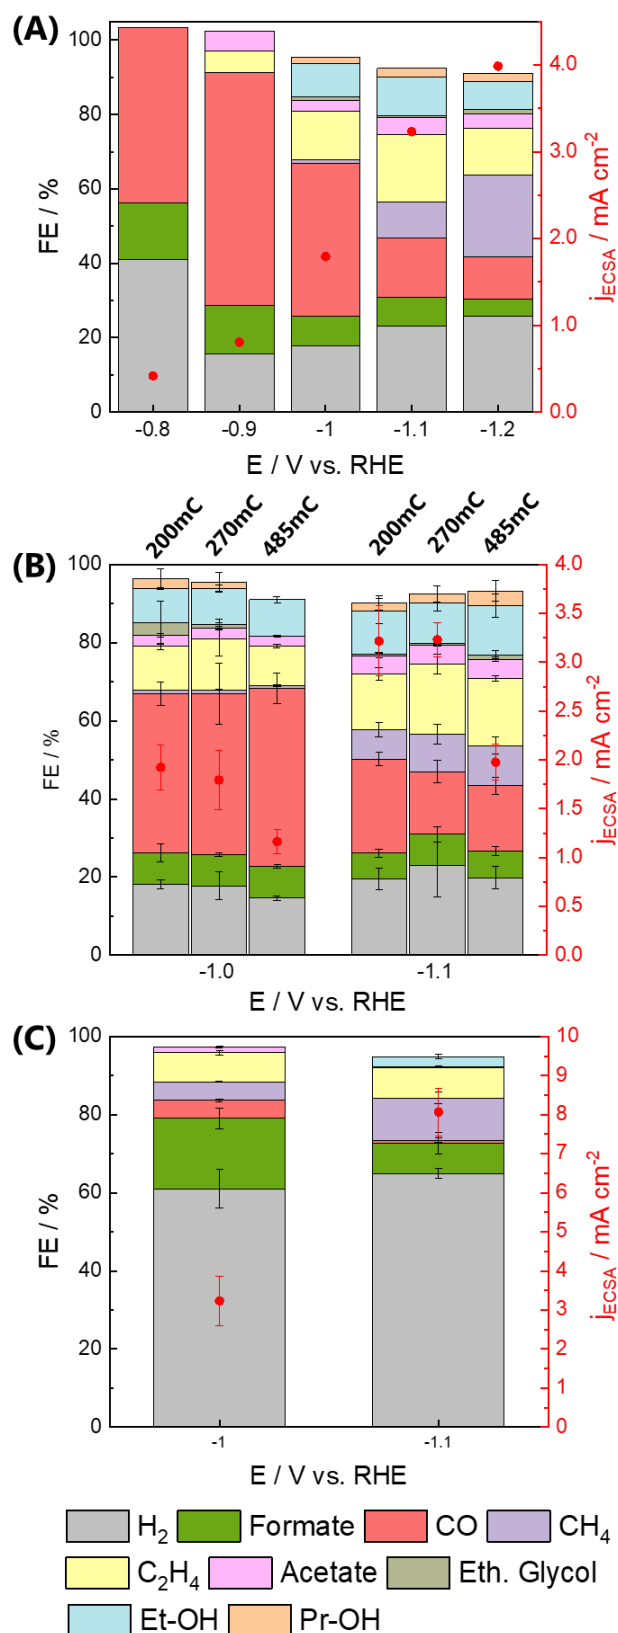 (A)
100
80
60
40
20
0
FE / %
4.0
3.0
2.0
1.0
0.0
j_ECSA / mA cm⁻²
-0.8 -0.9 -1 -1.1 -1.2
E / V vs. RHE
200mC 270mC 485mC 200mC 270mC 485mC
(B)
100
80
60
40
20
0
FE / %
4.0
3.5
3.0
2.5
2.0
1.5
1.0
0.5
0.0
j_ECSA / mA cm⁻²
-1.0 -1.1
E / V vs. RHE
(C)
100
80
60
40
20
0
FE / %
10
9
8
7
6
5
4
3
2
1
0
j_ECSA / mA cm⁻²
-1 -1.1
E / V vs. RHE
H₂ Formate CO CH₄
C₂H₄ Acetate Eth. Glycol
Et-OH Pr-OH